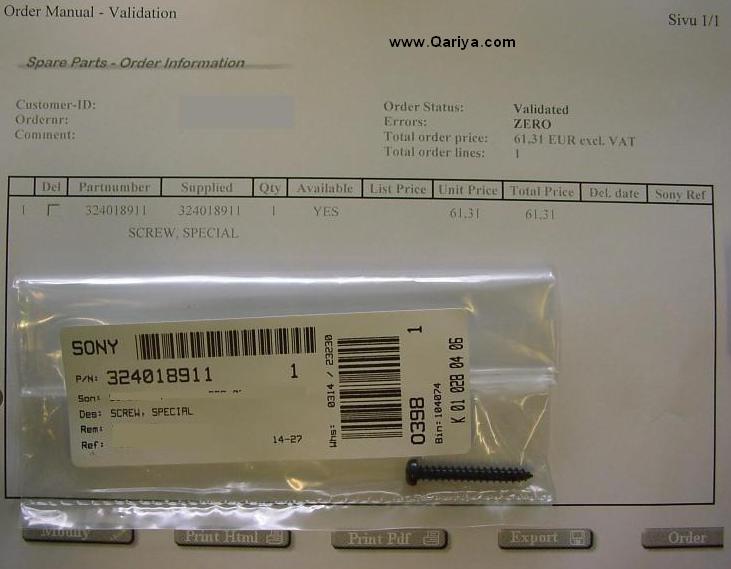 Order Manual - Validation
Sivu 1/1
www.Qariya.com
Spare Parts - Order Information
Customer-ID:
Ordernr:
Comment:
Order Status: Validated
Errors: ZERO
Total order price: 61,31 EUR excl. VAT
Total order lines: 1
Del Partnumber Supplied Qty Available List Price Unit Price Total Price Del. date Sony Ref
1 324018911 324018911 1 YES 61,31 61,31
SCREW, SPECIAL
SONY
P/N: 324018911 1
Son:
Des: SCREW, SPECIAL
Rem:
Ref: 14-27
Whs: 0314 / 23230
1
0398
Bin: 104074
K 01 028 04 06
Modify Print Html Print Pdf Export Order